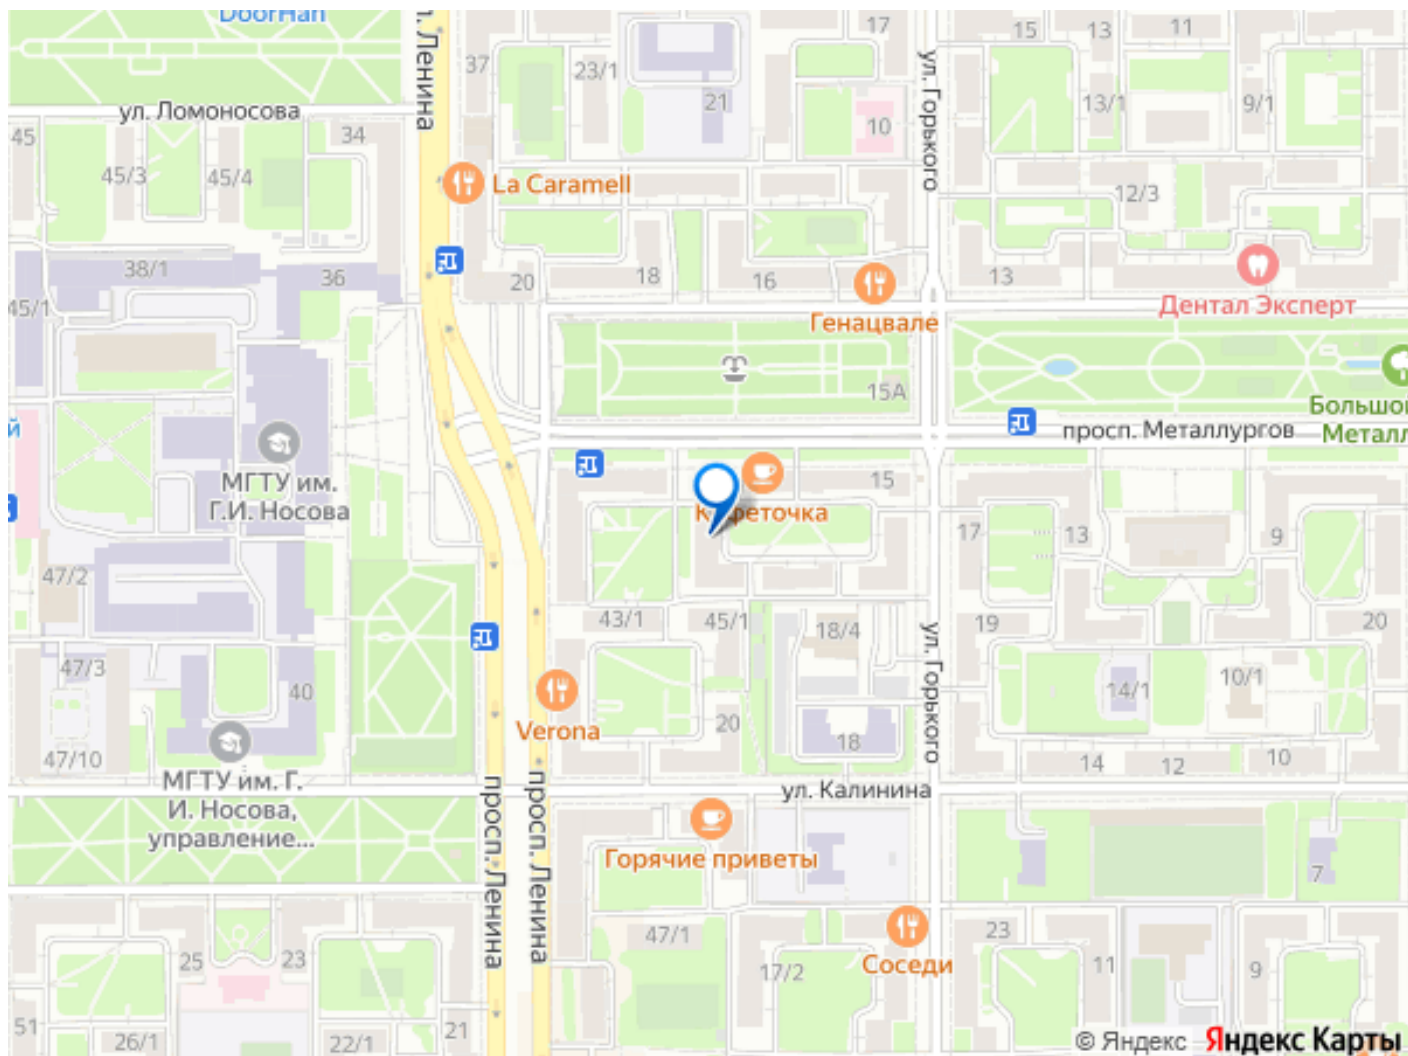 DoorHan
просп. Ленина
17
15
13
11
37
23/1
ул. Горького
21
13/1
9/1
ул. Ломоносова
45
34
10
45/3
45/4
La Caramell
12/3
38/1
36
20
18
16
13
45/1
Дентал Эксперт
Генацвале
15А
Большой
Металл
просп. Металлургов
МГТУ им.
Г.И. Носова
15
Кофеточка
17
13
9
47/2
43/1
45/1
18/4
19
20
ул. Горького
47/3
40
14/1
10/1
Verona
20
18
47/10
14
12
10
МГТУ им. Г.
И. Носова,
управление...
просп. Ленина
просп. Ленина
ул. Калинина
Горячие приветы
7
47/1
23
25
23
17/2
Соседи
11
9
51
26/1
22/1
21
© Яндекс Яндекс Карты